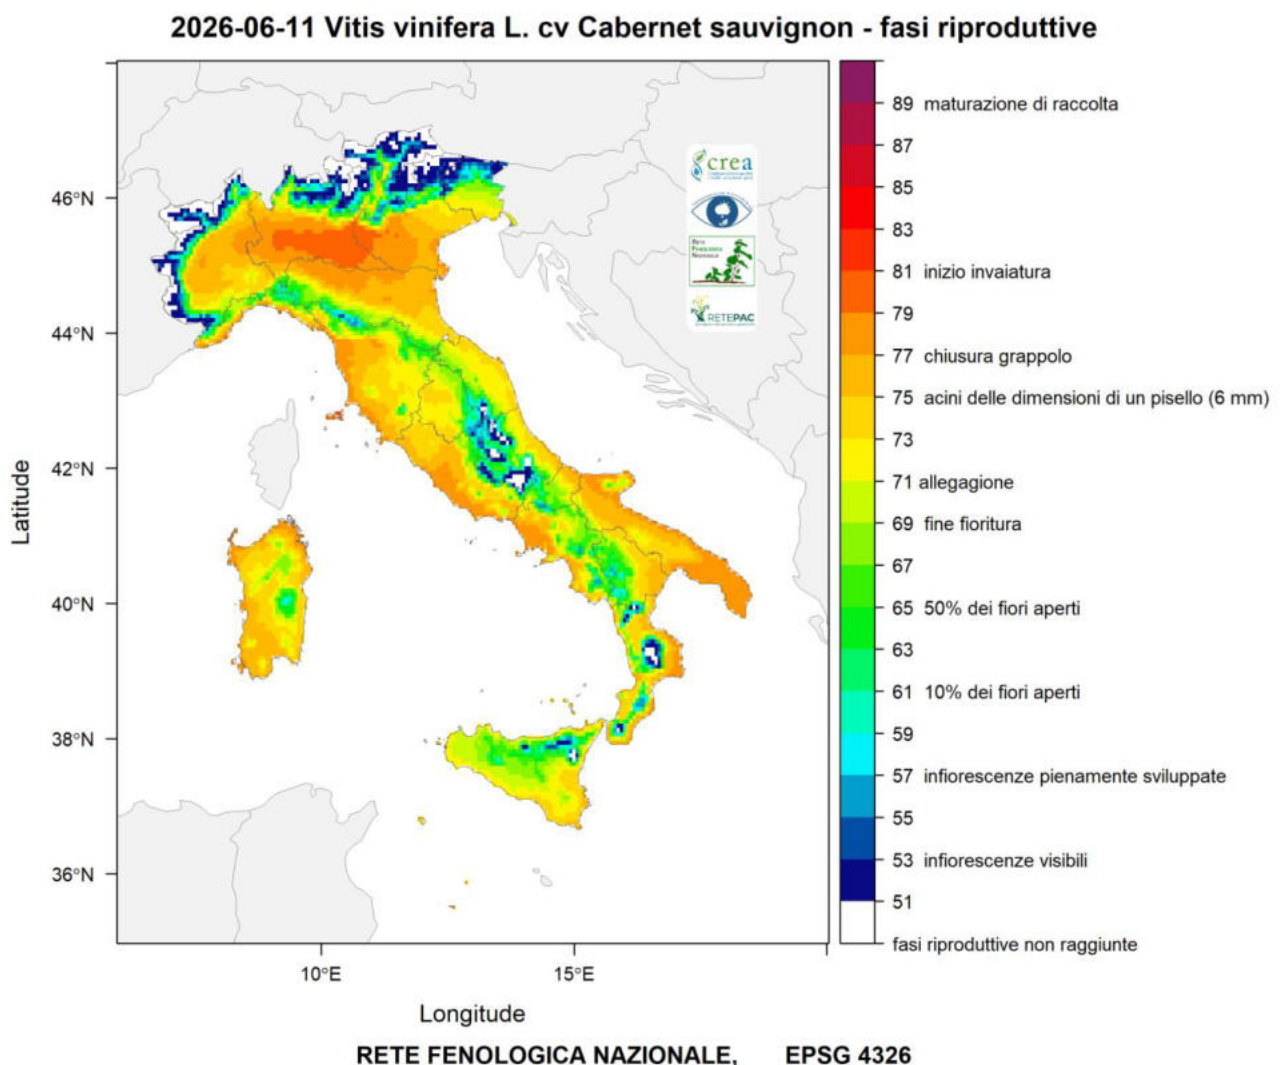 2026-06-11 Vitis vinifera L. cv Cabernet sauvignon - fasi riproduttive
crea
RETE
FENOLOGICA
NAZIONALE
RETEPAC
46°N
44°N
42°N
40°N
38°N
36°N
Latitude
10°E
15°E
Longitude
89 maturazione di raccolta
87
85
83
81 inizio invaiatura
79
77 chiusura grappolo
75 acini delle dimensioni di un pisello (6 mm)
73
71 allegagione
69 fine fioritura
67
65 50% dei fiori aperti
63
61 10% dei fiori aperti
59
57 infiorescenze pienamente sviluppate
55
53 infiorescenze visibili
51
fasi riproduttive non raggiunte
RETE FENOLOGICA NAZIONALE, EPSG 4326